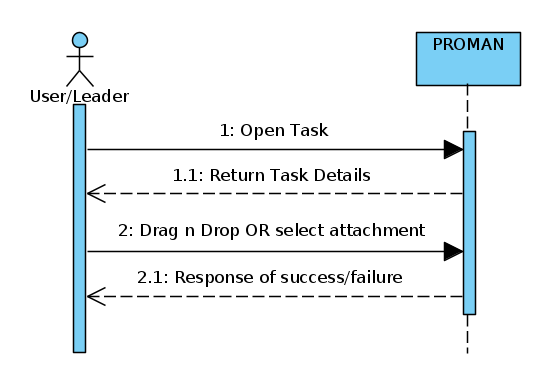 PROMAN
User/Leader
1: Open Task
1.1: Return Task Details
2: Drag n Drop OR select attachment
2.1: Response of success/failure